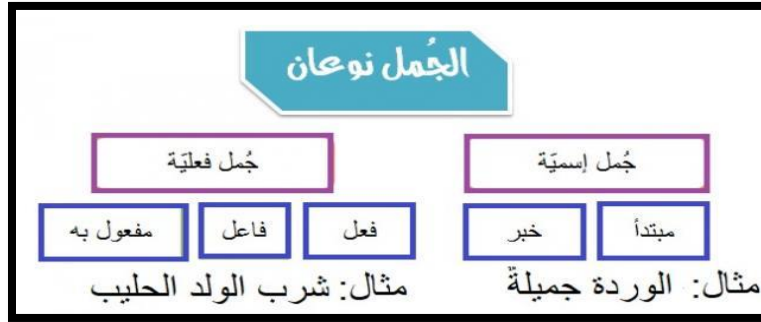 الجُمل نوعان
جُمل إسميّة
جُمل فعليّة
مبتدأ
خبر
فعل
فاعل
مفعول به
مثال: الوردة جميلةٌ
مثال: شرب الولد الحليب